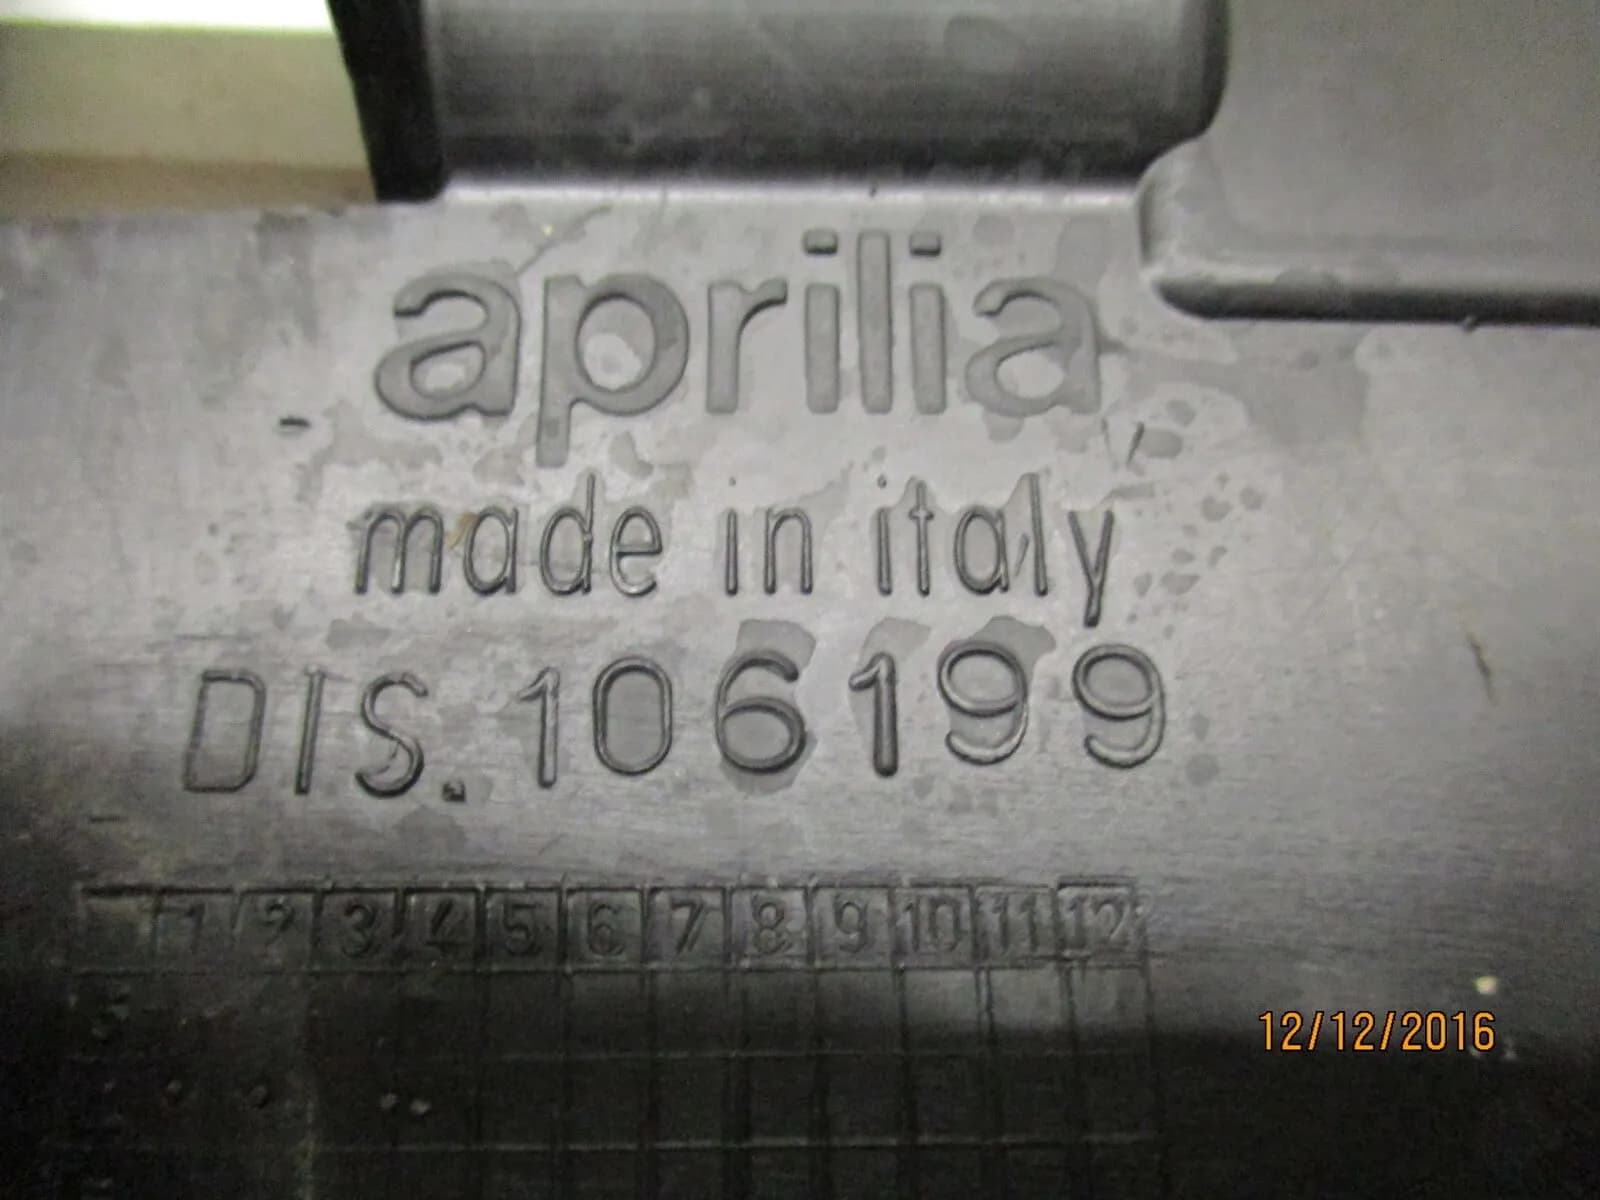 aprilia
made in italy
DIS. 106199
1 2 3 4 5 6 7 8 9 10 11 12
12/12/2016